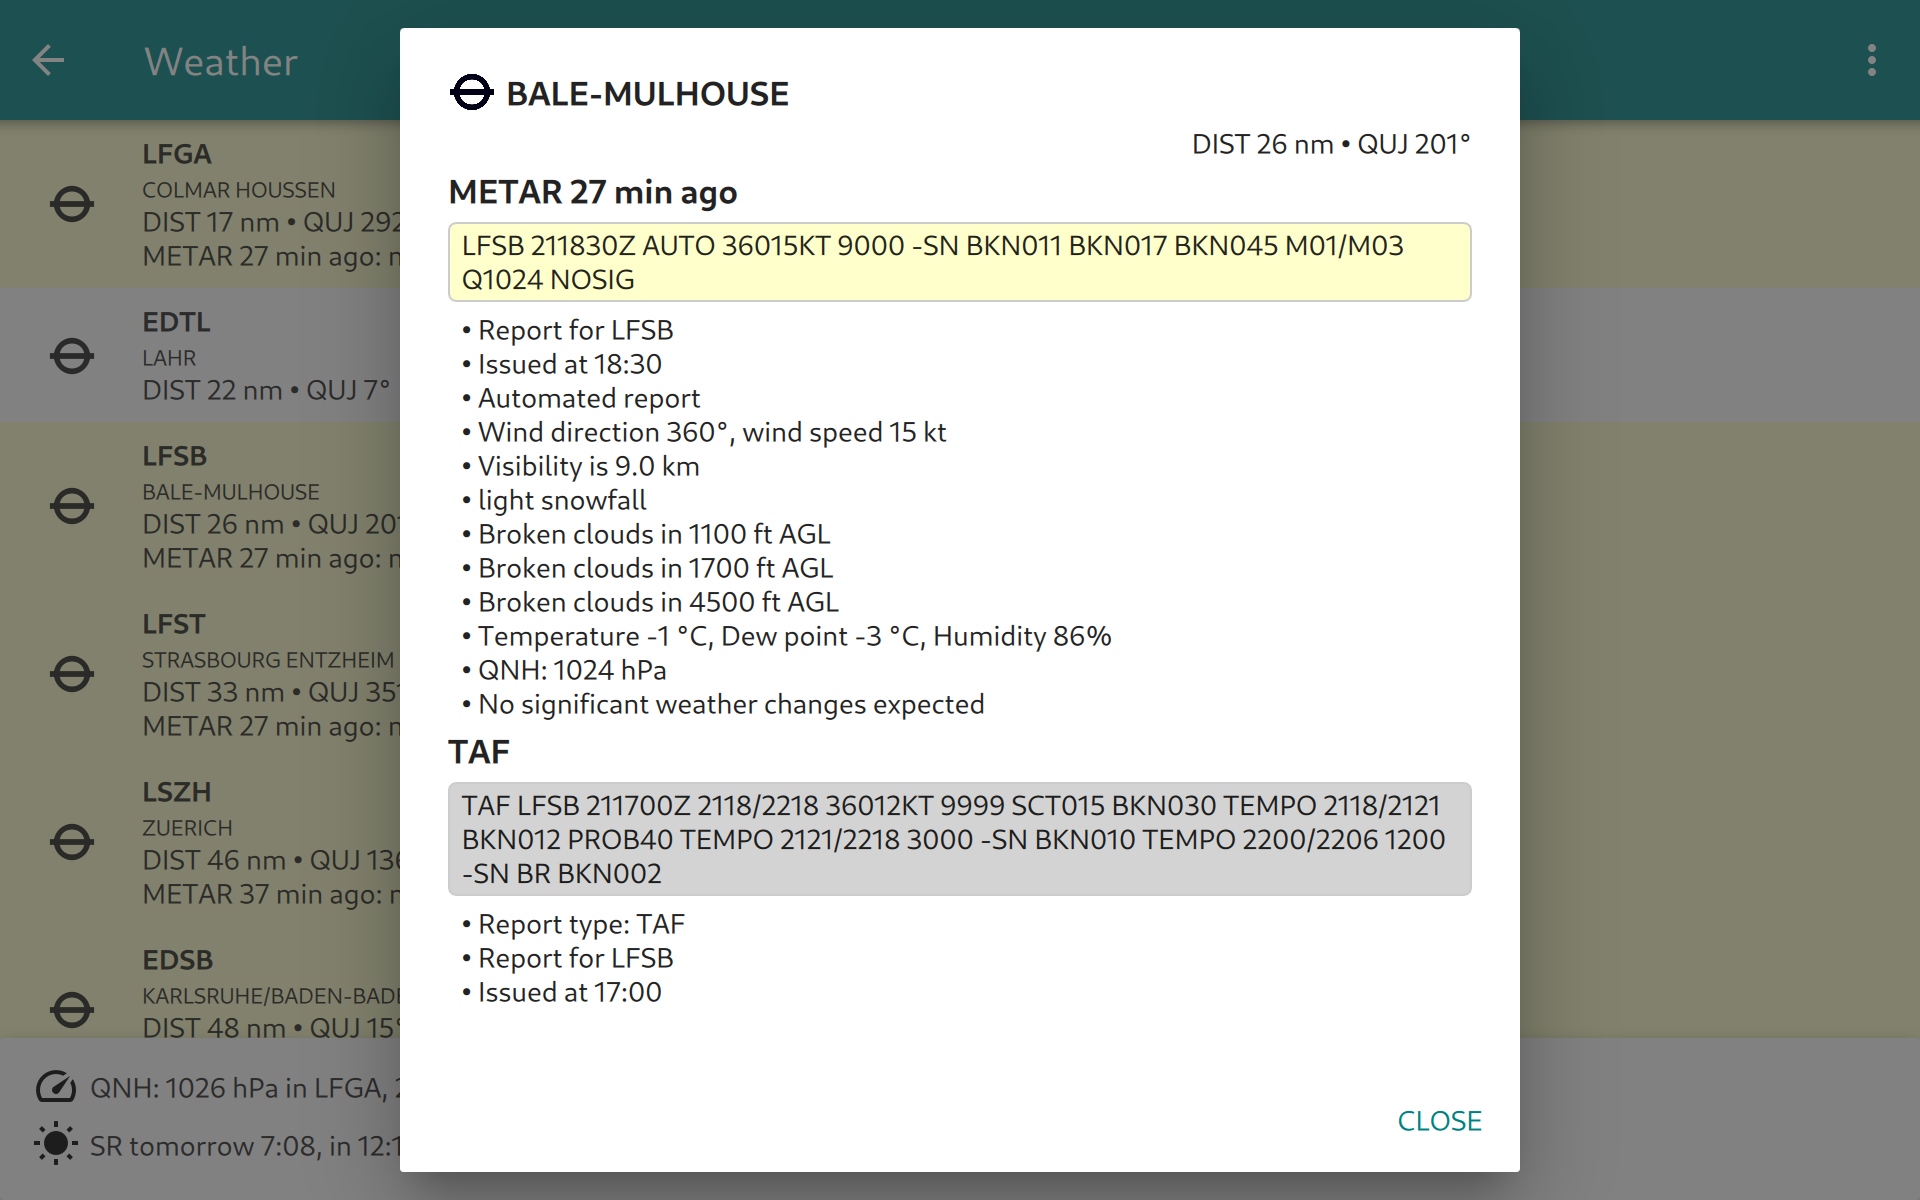 Weather
LFGA
COLMAR HOUSSEN
DIST 17 nm • QUJ 292
METAR 27 min ago:
EDTL
LAHR
DIST 22 nm • QUJ 7°
LFSB
BALE-MULHOUSE
DIST 26 nm • QUJ 201
METAR 27 min ago:
LFST
STRASBOURG ENTZHEIM
DIST 33 nm • QUJ 351
METAR 27 min ago:
LSZH
ZUERICH
DIST 46 nm • QUJ 136
METAR 37 min ago:
EDSB
KARLSRUHE/BADEN-BADE
DIST 48 nm • QUJ 15°
QNH: 1026 hPa in LFGA,
SR tomorrow 7:08, in 12:1
BALE-MULHOUSE
DIST 26 nm • QUJ 201°
METAR 27 min ago
LFSB 211830Z AUTO 36015KT 9000 -SN BKN011 BKN017 BKN045 M01/M03
Q1024 NOSIG
• Report for LFSB
• Issued at 18:30
• Automated report
• Wind direction 360°, wind speed 15 kt
• Visibility is 9.0 km
• light snowfall
• Broken clouds in 1100 ft AGL
• Broken clouds in 1700 ft AGL
• Broken clouds in 4500 ft AGL
• Temperature -1 °C, Dew point -3 °C, Humidity 86%
• QNH: 1024 hPa
• No significant weather changes expected
TAF
TAF LFSB 211700Z 2118/2218 36012KT 9999 SCT015 BKN030 TEMPO 2118/2121
BKN012 PROB40 TEMPO 2121/2218 3000 -SN BKN010 TEMPO 2200/2206 1200
-SN BR BKN002
• Report type: TAF
• Report for LFSB
• Issued at 17:00
CLOSE